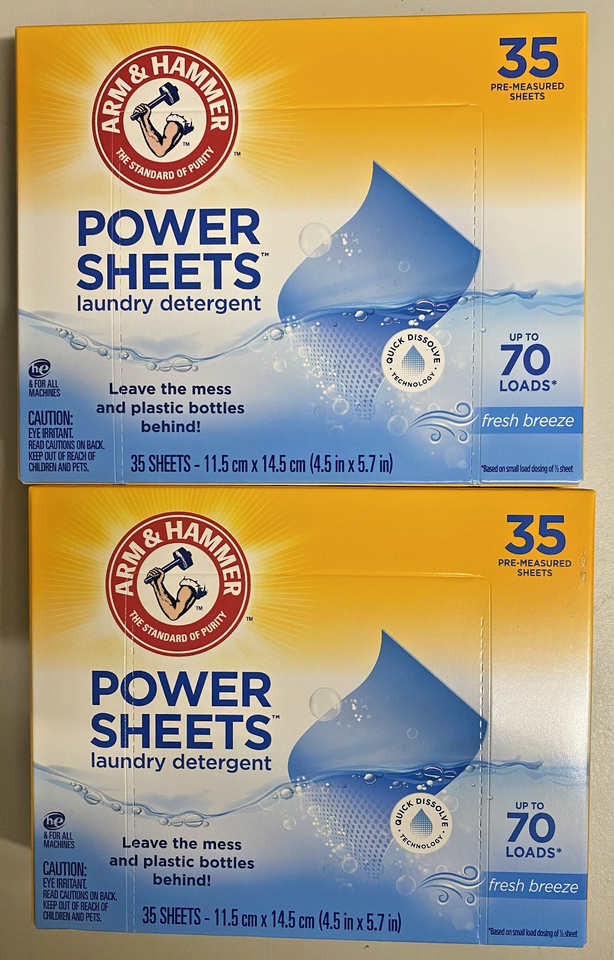 ARM & HAMMER
THE STANDARD OF PURITY
™
™
35
PRE-MEASURED
SHEETS
POWER
SHEETS™
laundry detergent
QUICK DISSOLVE
• TECHNOLOGY •
UP TO
70
LOADS*
he
& FOR ALL
MACHINES
Leave the mess
and plastic bottles
behind!
fresh breeze
CAUTION:
EYE IRRITANT.
READ CAUTIONS ON BACK.
KEEP OUT OF REACH OF
CHILDREN AND PETS.
35 SHEETS – 11.5 cm x 14.5 cm (4.5 in x 5.7 in)
*Based on small load dosing of ½ sheet
ARM & HAMMER
THE STANDARD OF PURITY
™
™
35
PRE-MEASURED
SHEETS
POWER
SHEETS™
laundry detergent
QUICK DISSOLVE
• TECHNOLOGY •
UP TO
70
LOADS*
he
& FOR ALL
MACHINES
Leave the mess
and plastic bottles
behind!
fresh breeze
CAUTION:
EYE IRRITANT.
READ CAUTIONS ON BACK.
KEEP OUT OF REACH OF
CHILDREN AND PETS.
35 SHEETS – 11.5 cm x 14.5 cm (4.5 in x 5.7 in)
*Based on small load dosing of ½ sheet